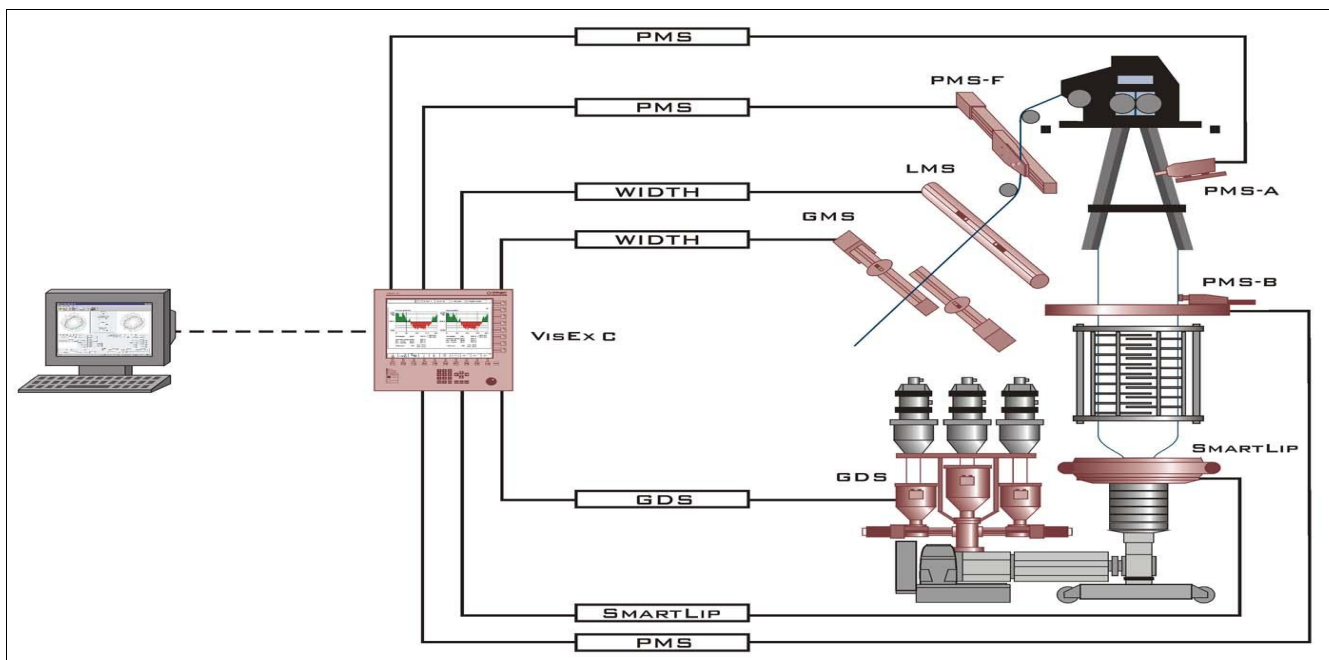 PMS
PMS
PMS-F
LMS
WIDTH
PMS-A
GMS
WIDTH
PMS-B
VisEx C
SmartLip
GDS
GDS
SmartLip
PMS